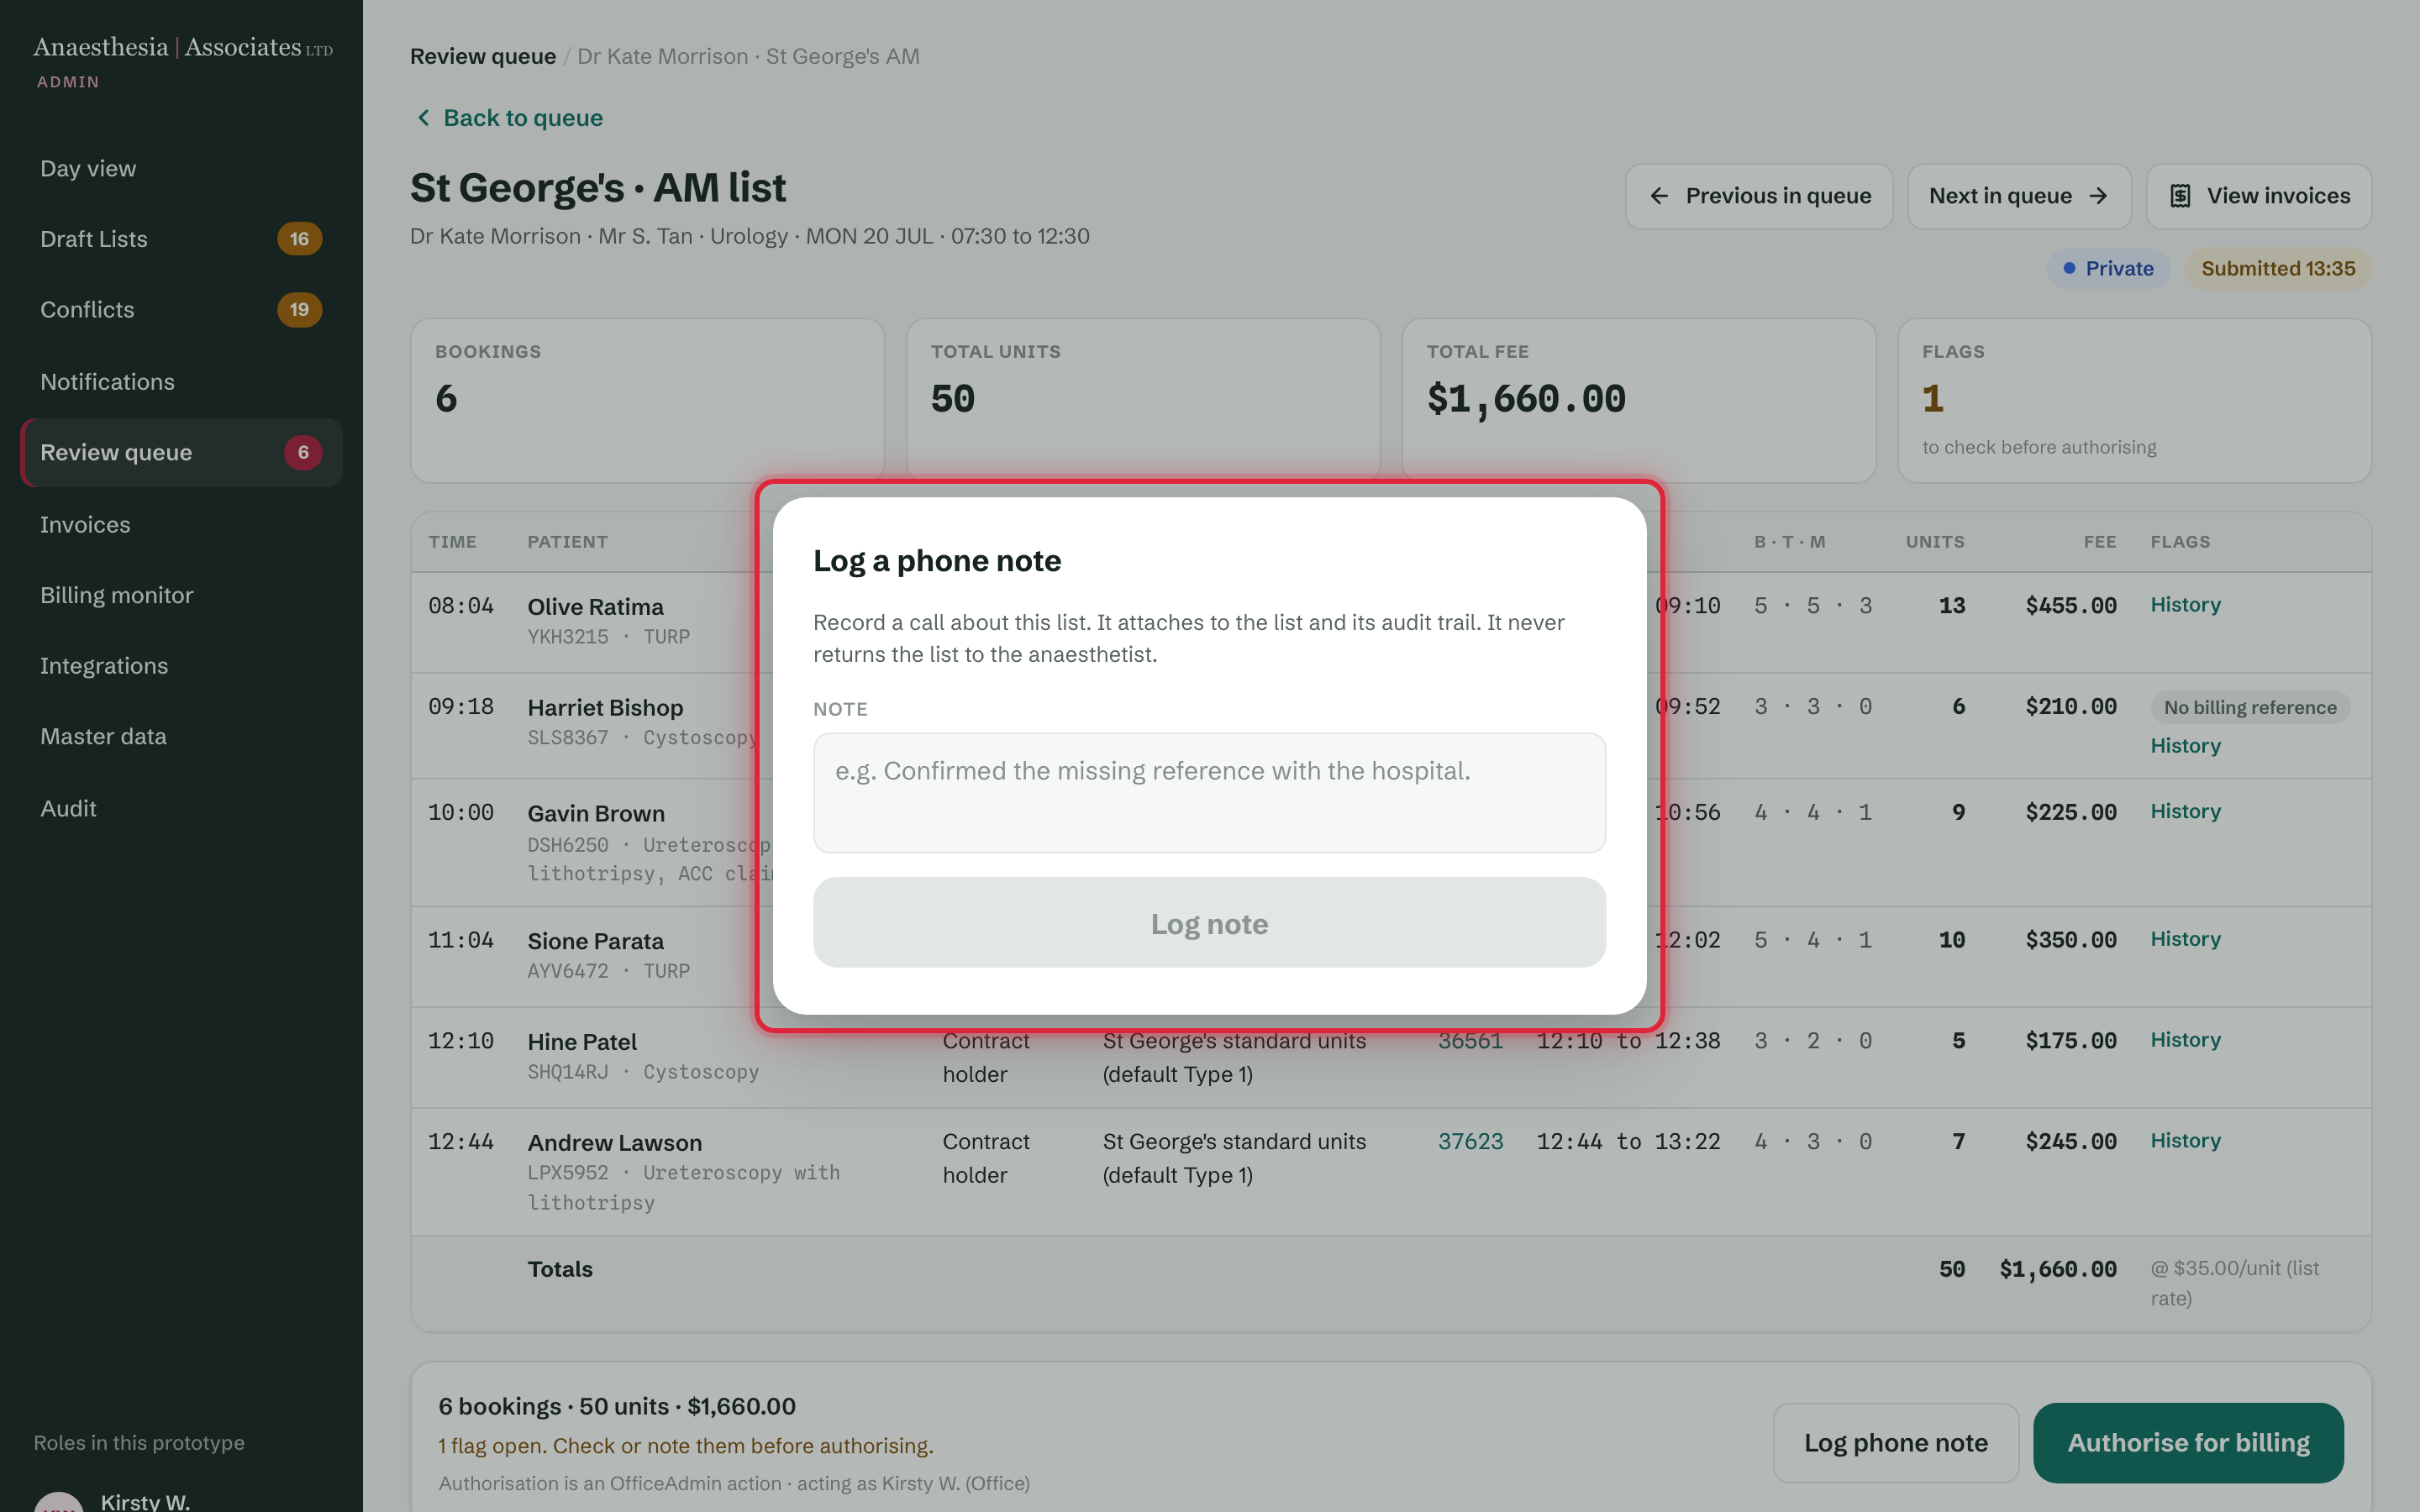 Anaesthesia | Associates LTD
ADMIN
Day view
Draft Lists 16
Conflicts 19
Notifications
Review queue 6
Invoices
Billing monitor
Integrations
Master data
Audit
Roles in this prototype
Kirsty W.
Review queue / Dr Kate Morrison · St George's AM
Back to queue
St George's · AM list
Dr Kate Morrison · Mr S. Tan · Urology · MON 20 JUL · 07:30 to 12:30
Previous in queue
Next in queue
View invoices
Private
Submitted 13:35
BOOKINGS
6
TOTAL UNITS
50
TOTAL FEE
$1,660.00
FLAGS
1
to check before authorising
TIME PATIENT B · T · M UNITS FEE FLAGS
08:04 Olive Ratima 09:10 5 · 5 · 3 13 $455.00 History
YKH3215 · TURP
09:18 Harriet Bishop 09:52 3 · 3 · 0 6 $210.00 No billing reference
SLS8367 · Cystoscopy History
10:00 Gavin Brown 10:56 4 · 4 · 1 9 $225.00 History
DSH6250 · Ureteroscop
lithotripsy, ACC clai
11:04 Sione Parata 12:02 5 · 4 · 1 10 $350.00 History
AYV6472 · TURP
12:10 Hine Patel Contract St George's standard units 36561 12:10 to 12:38 3 · 2 · 0 5 $175.00 History
SHQ14RJ · Cystoscopy holder (default Type 1)
12:44 Andrew Lawson Contract St George's standard units 37623 12:44 to 13:22 4 · 3 · 0 7 $245.00 History
LPX5952 · Ureteroscopy with holder (default Type 1)
lithotripsy
Totals 50 $1,660.00 @ $35.00/unit (list
rate)
Log a phone note
Record a call about this list. It attaches to the list and its audit trail. It never
returns the list to the anaesthetist.
NOTE
e.g. Confirmed the missing reference with the hospital.
Log note
6 bookings · 50 units · $1,660.00
1 flag open. Check or note them before authorising.
Authorisation is an OfficeAdmin action · acting as Kirsty W. (Office)
Log phone note
Authorise for billing